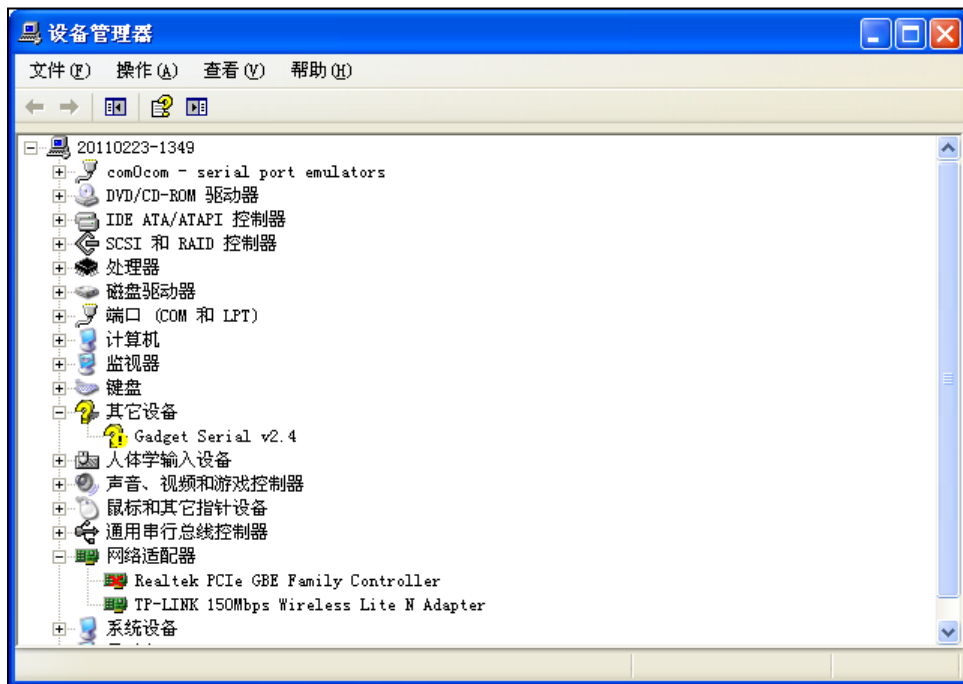 设备管理器
文件(F) 操作(A) 查看(V) 帮助(H)
20110223-1349
com0com - serial port emulators
DVD/CD-ROM 驱动器
IDE ATA/ATAPI 控制器
SCSI 和 RAID 控制器
处理器
磁盘驱动器
端口 (COM 和 LPT)
计算机
监视器
键盘
其它设备
Gadget Serial v2.4
人体学输入设备
声音、视频和游戏控制器
鼠标和其它指针设备
通用串行总线控制器
网络适配器
Realtek PCIe GBE Family Controller
TP-LINK 150Mbps Wireless Lite N Adapter
系统设备